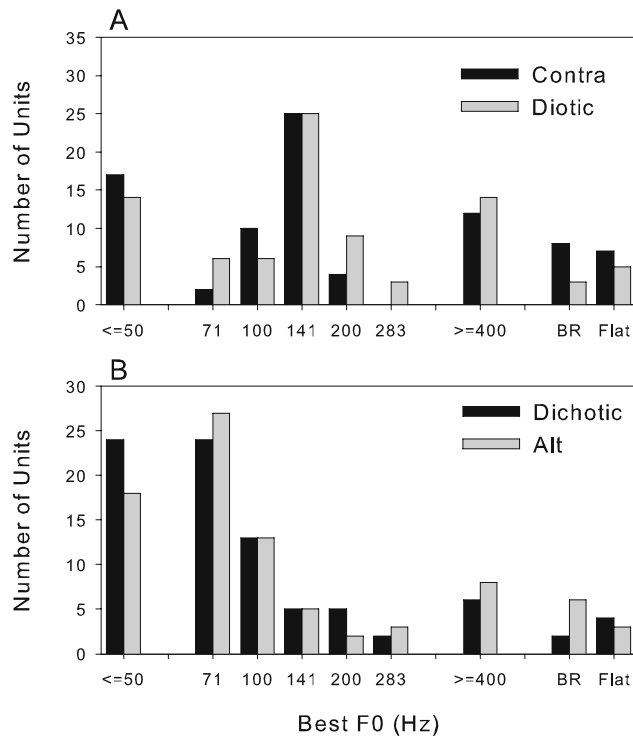 A
35
30
25
20
15
10
5
0
Number of Units
Contra
Diotic
<=50 71 100 141 200 283 >=400 BR Flat
B
30
25
20
15
10
5
0
Number of Units
Dichotic
Alt
<=50 71 100 141 200 283 >=400 BR Flat
Best F0 (Hz)